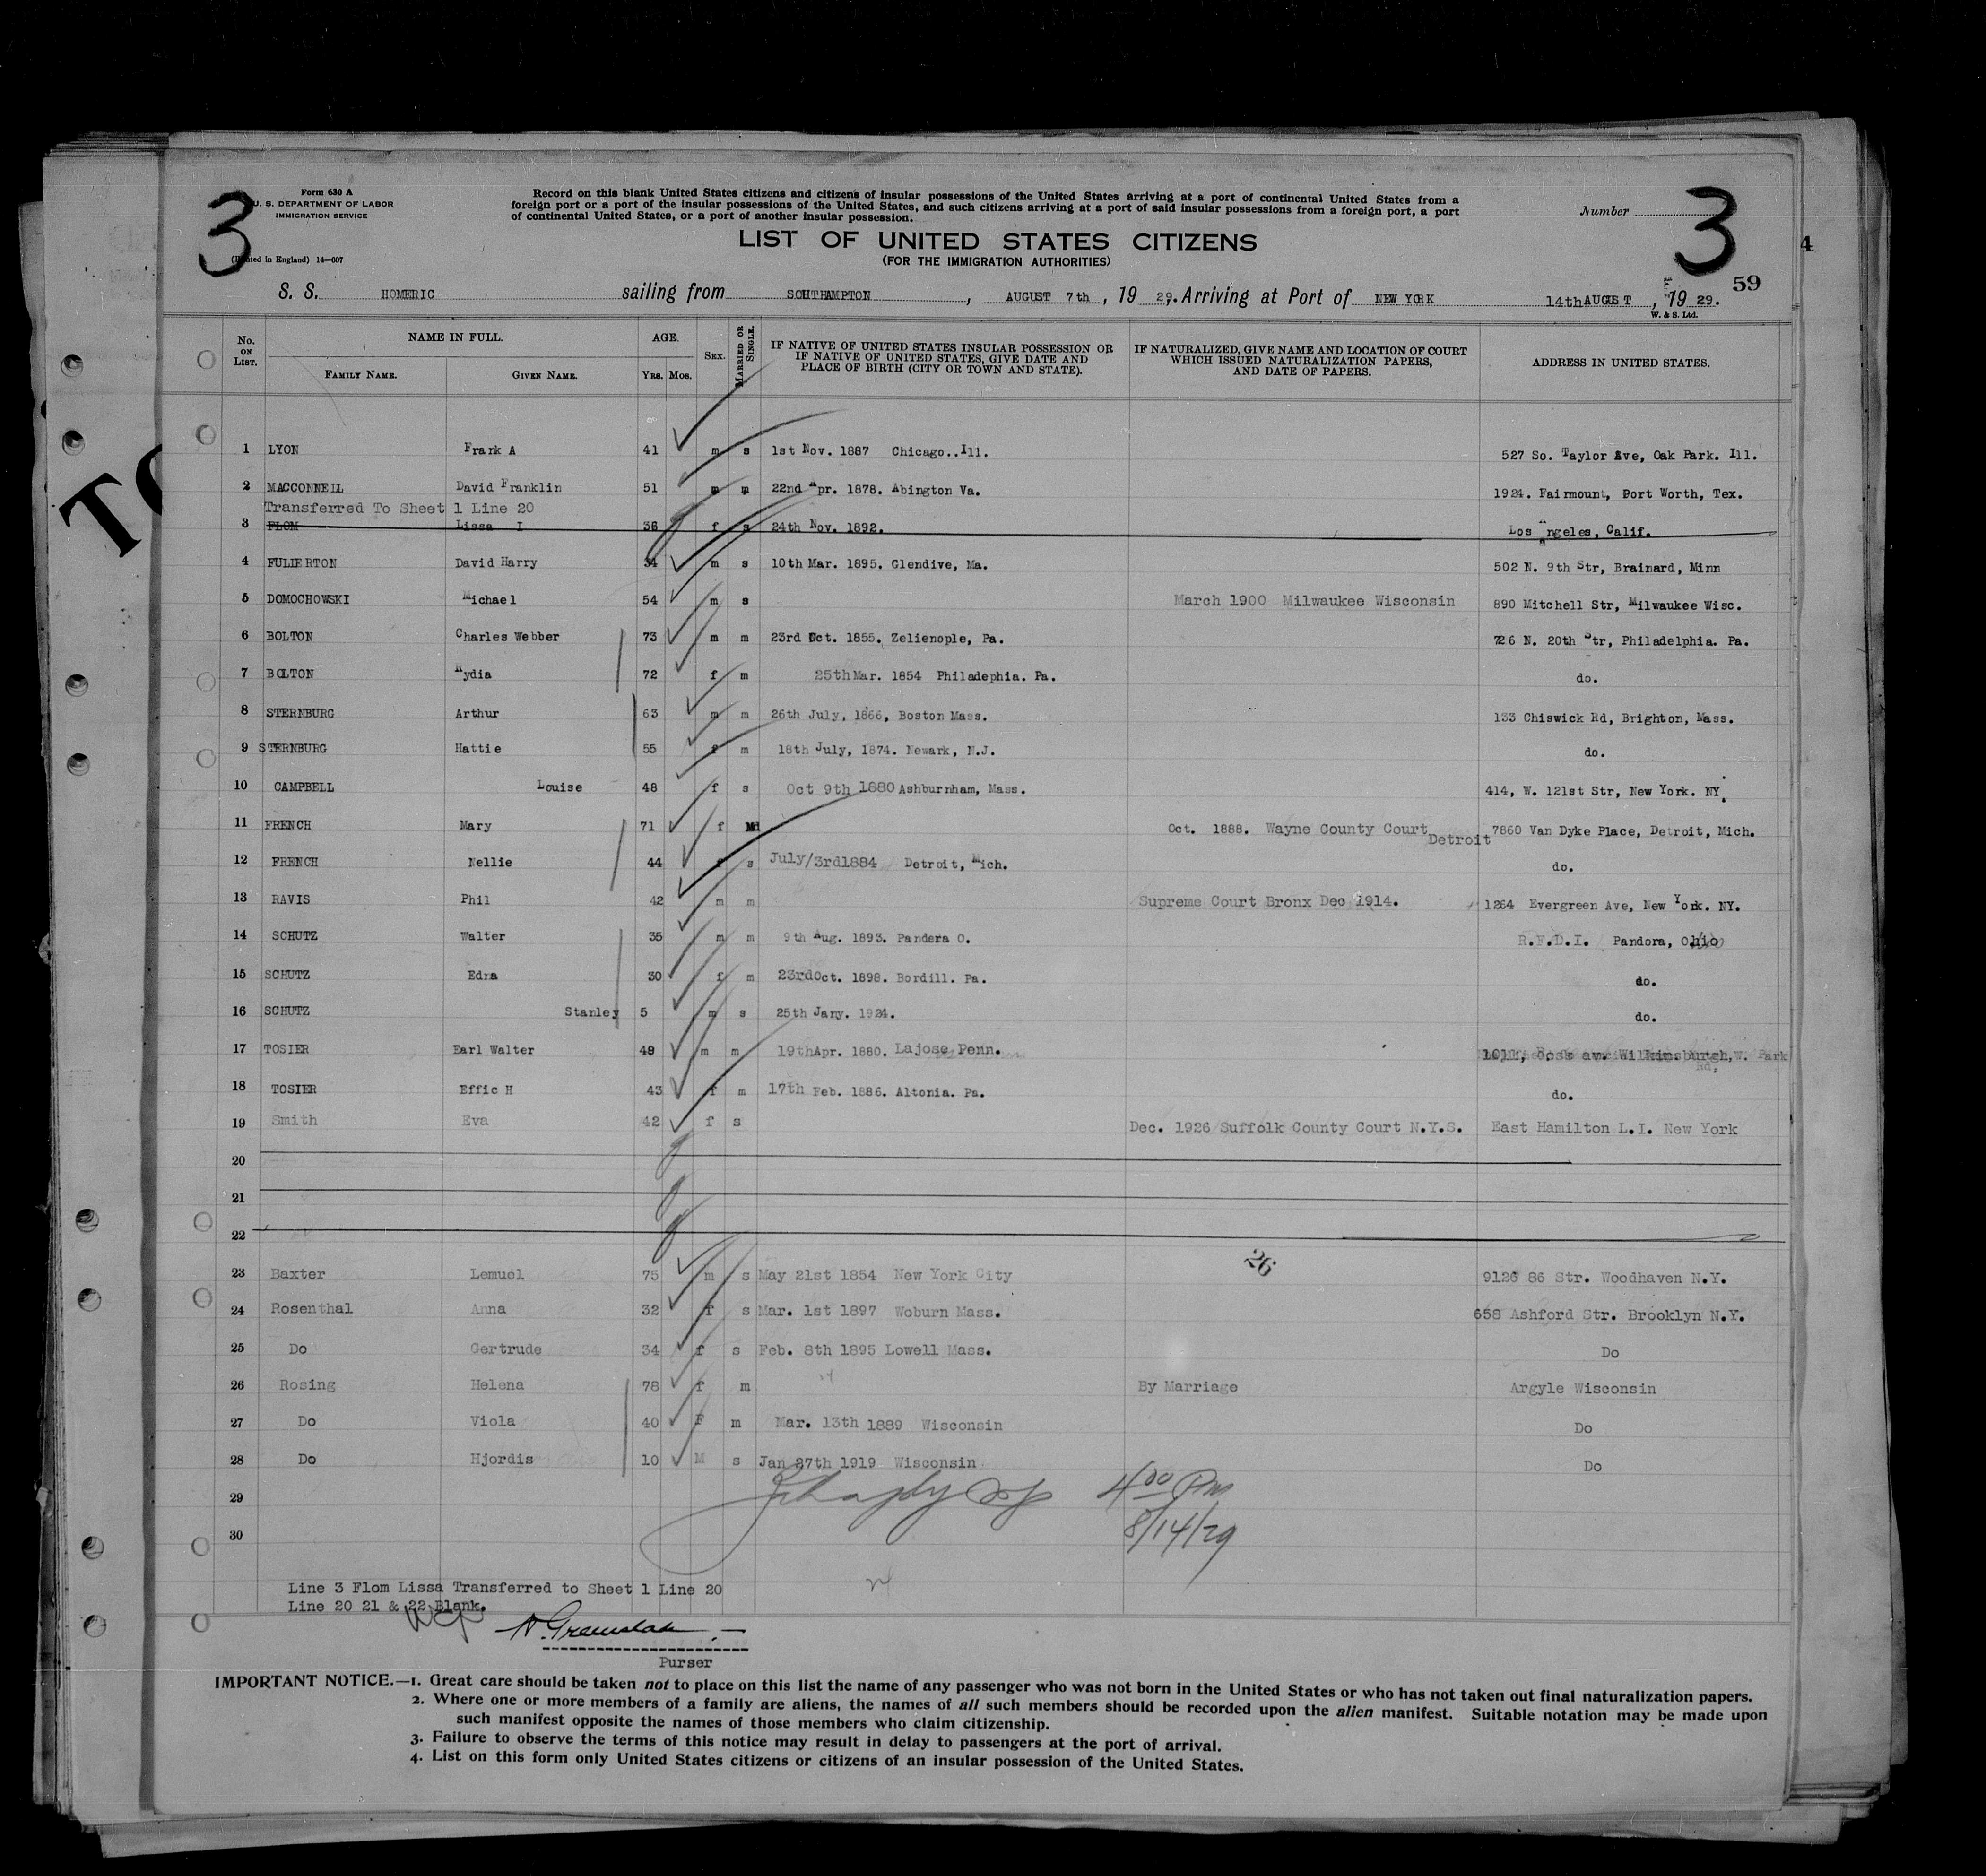 3
Form 630 A
U. S. DEPARTMENT OF LABOR
IMMIGRATION SERVICE
(Printed in England) 14—607
Record on this blank United States citizens and citizens of insular possessions of the United States arriving at a port of continental United States from a
foreign port or a port of the insular possessions of the United States, and such citizens arriving at a port of said insular possessions from a foreign port, a port
of continental United States, or a port of another insular possession.
Number
3
4
LIST OF UNITED STATES CITIZENS
(FOR THE IMMIGRATION AUTHORITIES)
59
S. S. HOMERIC sailing from SOUTHAMPTON, AUGUST 7th, 19 29. Arriving at Port of NEW YORK 14th AUGUST, 19 29.
W. & S. Ltd.
No. ON LIST. NAME IN FULL. FAMILY NAME. GIVEN NAME. AGE. YRS. MOS. SEX. MARRIED OR SINGLE. IF NATIVE OF UNITED STATES INSULAR POSSESSION OR IF NATIVE OF UNITED STATES, GIVE DATE AND PLACE OF BIRTH (CITY OR TOWN AND STATE). IF NATURALIZED, GIVE NAME AND LOCATION OF COURT WHICH ISSUED NATURALIZATION PAPERS, AND DATE OF PAPERS. ADDRESS IN UNITED STATES.
TO
1 LYON Frank A 41 m s 1st Nov. 1887 Chicago..Ill. 527 So. Taylor Ave, Oak Park. Ill.
2 MACCONNEIL David Franklin 51 m m 22nd Apr. 1878. Abington Va. 1924. Fairmount, Port Worth, Tex.
Transferred To Sheet 1 Line 20
3 FLOM Lissa I 36 f s 24th Nov. 1892. Los Angeles, Calif.
4 FULLERTON David Harry 34 m s 10th Mar. 1895. Glendive, Ma. 502 N. 9th Str, Brainard, Minn
5 DOMOCHOWSKI Michael 54 m s March 1900 Milwaukee Wisconsin 890 Mitchell Str, Milwaukee Wisc.
6 BOLTON Charles Webber 73 m m 23rd Oct. 1855. Zelienople, Pa. 726 N. 20th Str, Philadelphia. Pa.
7 BOLTON ydia 72 f m 25th Mar. 1854 Philadephia. Pa. do.
8 STERNBURG Arthur 63 m m 26th July, 1866, Boston Mass. 133 Chiswick Rd, Brighton, Mass.
9 STERNBURG Hattie 55 f m 18th July, 1874. Newark, N.J. do.
10 CAMPBELL Louise 48 f s Oct 9th 1880 Ashburnham, Mass. 414, W. 121st Str, New York. NY.
11 FRENCH Mary 71 f Oct. 1888. Wayne County Court Detroit 7860 Van Dyke Place, Detroit, Mich.
12 FRENCH Nellie 44 f s July/3rd1884 Detroit, Mich. do.
13 RAVIS Phil 42 m m Supreme Court Bronx Dec 1914. 1264 Evergreen Ave, New York. NY.
14 SCHUTZ Walter 35 m m 9th Aug. 1893. Pandera O. R.F.D.I. Pandora, Ohio
15 SCHUTZ Edna 30 f m 23rd Oct. 1898. Bordill. Pa. do.
16 SCHUTZ Stanley 5 m s 25th Jany. 1924. do.
17 TOSIER Earl Walter 49 m m 19th Apr. 1880. Lajose Penn. 1011, Ross av. Wilkinsburgh, W. Park Rd,
18 TOSIER Effic H 43 f m 17th Feb. 1886. Altonia. Pa. do.
19 Smith Eva 42 f s Dec. 1926 Suffolk County Court N.Y.S. East Hamilton L.I. New York
20
21
22
26
23 Baxter Lemuel 75 m s May 21st 1854 New York City 9126 86 Str. Woodhaven N.Y.
24 Rosenthal Anna 32 f s Mar. 1st 1897 Woburn Mass. 658 Ashford Str. Brooklyn N.Y.
25 Do Gertrude 34 f s Feb. 8th 1895 Lowell Mass. Do
26 Rosing Helena 78 f m By Marriage Argyle Wisconsin
27 Do Viola 40 F m Mar. 13th 1889 Wisconsin Do
28 Do Hjordis 10 M s Jan 27th 1919 Wisconsin Do
29 4 00 Pm
30 8/14/29
Line 3 Flom Lissa Transferred to Sheet 1 Line 20
Line 20 21 & 22 Blank.
Purser
IMPORTANT NOTICE.—1. Great care should be taken not to place on this list the name of any passenger who was not born in the United States or who has not taken out final naturalization papers.
2. Where one or more members of a family are aliens, the names of all such members should be recorded upon the alien manifest. Suitable notation may be made upon
such manifest opposite the names of those members who claim citizenship.
3. Failure to observe the terms of this notice may result in delay to passengers at the port of arrival.
4. List on this form only United States citizens or citizens of an insular possession of the United States.